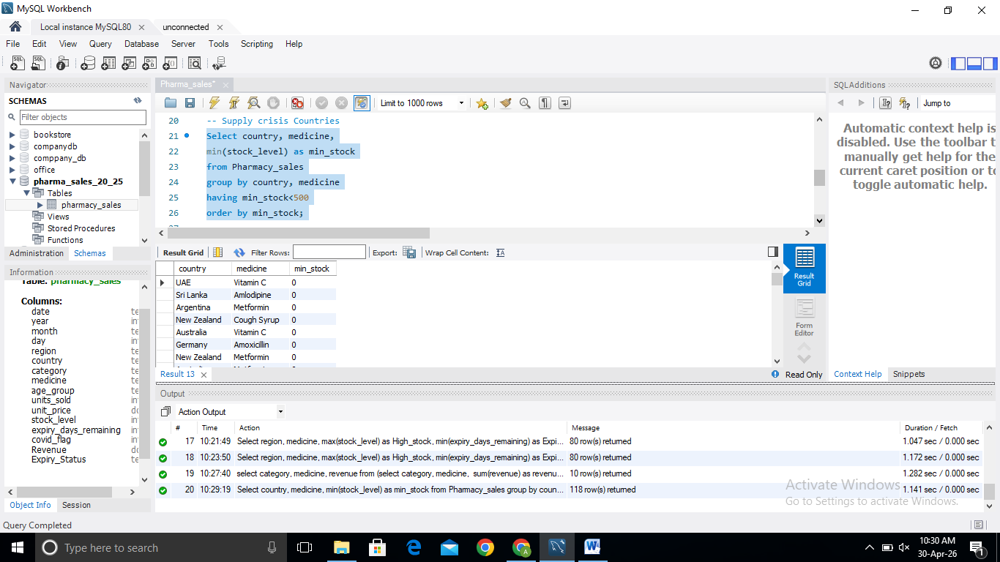 MySQL Workbench
Local instance MySQL80
unconnected
File Edit View Query Database Server Tools Scripting Help
Navigator
SCHEMAS
Filter objects
bookstore
companydb
comppany_db
office
pharma_sales_20_25
Tables
pharmacy_sales
Views
Stored Procedures
Functions
Administration Schemas
Information
Table: pharmacy_sales
Columns:
date te
year in
month te
day in
region te
country te
category te
medicine te
age_group te
units_sold in
unit_price do
stock_level in
expiry_days_remaining in
covid_flag in
Revenue do
Expiry_Status te
Object Info Session
Query Completed
Pharma_sales*
Limit to 1000 rows
20 -- Supply crisis Countries
21 Select country, medicine,
22 min(stock_level) as min_stock
23 from Pharmacy_sales
24 group by country, medicine
25 having min_stock<500
26 order by min_stock;
Result Grid Filter Rows: Export: Wrap Cell Content:
country medicine min_stock
UAE Vitamin C 0
Sri Lanka Amlodipine 0
Argentina Metformin 0
New Zealand Cough Syrup 0
Australia Vitamin C 0
Germany Amoxicillin 0
New Zealand Metformin 0
Result Grid
Form Editor
Result 13
Read Only
Output
Action Output
# Time Action Message Duration / Fetch
17 10:21:49 Select region, medicine, max(stock_level) as High_stock, min(expiry_days_remaining) as Expi... 80 row(s) returned 1.047 sec / 0.000 sec
18 10:23:50 Select region, medicine, max(stock_level) as High_stock, min(expiry_days_remaining) as Expi... 80 row(s) returned 1.172 sec / 0.000 sec
19 10:27:40 select category, medicine, revenue from (select category, medicine, sum(revenue) as revenu... 10 row(s) returned 1.282 sec / 0.000 sec
20 10:29:19 Select country, medicine, min(stock_level) as min_stock from Pharmacy_sales group by coun... 118 row(s) returned 1.141 sec / 0.000 sec
SQLAdditions
Jump to
Automatic context help is
disabled. Use the toolbar t
manually get help for the
current caret position or to
toggle automatic help.
Context Help Snippets
Activate Windows
Go to Settings to activate Windows.
Type here to search
10:30 AM
30-Apr-26
1